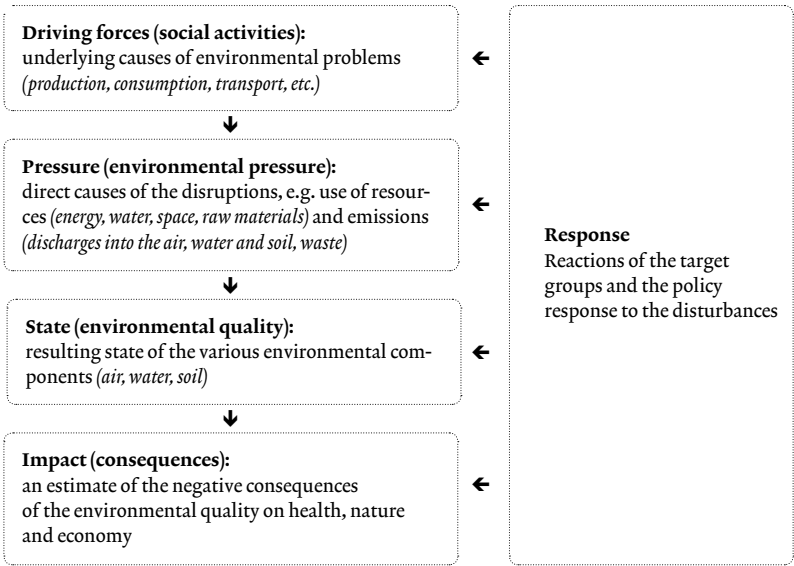 Driving forces (social activities):
underlying causes of environmental problems
(production, consumption, transport, etc.)
Pressure (environmental pressure):
direct causes of the disruptions, e.g. use of resour-
ces (energy, water, space, raw materials) and emissions
(discharges into the air, water and soil, waste)
State (environmental quality):
resulting state of the various environmental com-
ponents (air, water, soil)
Impact (consequences):
an estimate of the negative consequences
of the environmental quality on health, nature
and economy
Response
Reactions of the target
groups and the policy
response to the disturbances